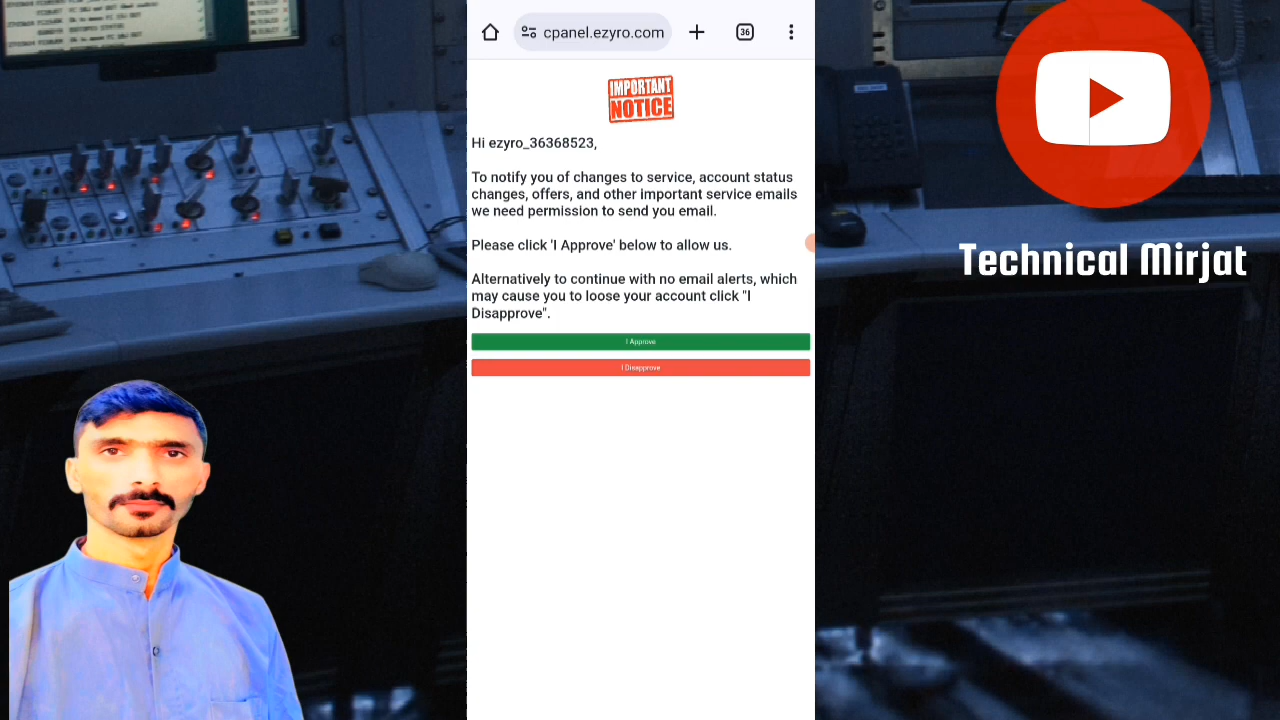 cpanel.ezyro.com
36
IMPORTANT
NOTICE
Hi ezyro_36368523,
To notify you of changes to service, account status
changes, offers, and other important service emails
we need permission to send you email.
Please click 'I Approve' below to allow us.
Alternatively to continue with no email alerts, which
may cause you to loose your account click "I
Disapprove".
I Approve
I Disapprove
Technical Mirjat